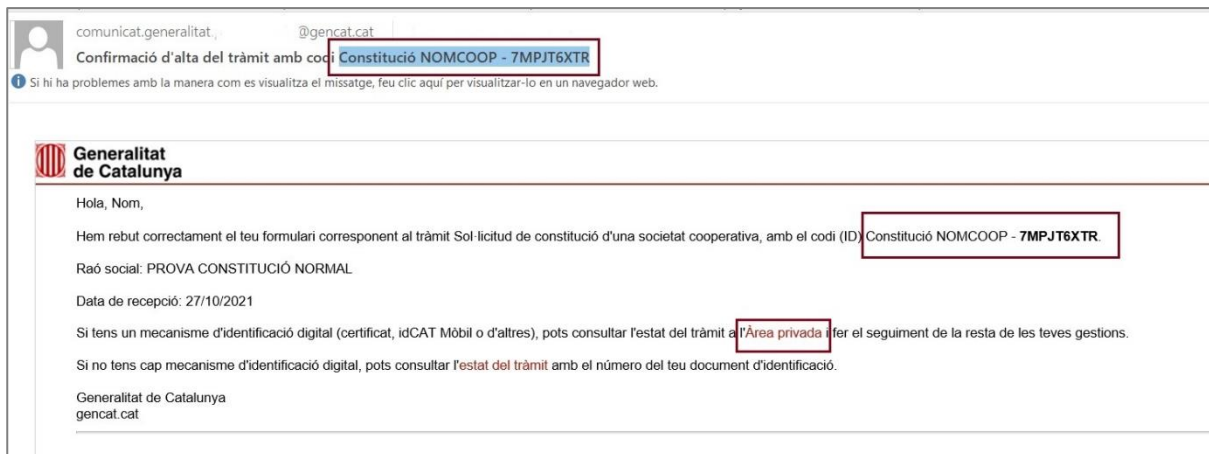 comunicat.generalitat. @gencat.cat
Confirmació d'alta del tràmit amb codi Constitució NOMCOOP - 7MPJT6XTR
Si hi ha problemes amb la manera com es visualitza el missatge, feu clic aquí per visualitzar-lo en un navegador web.
Generalitat
de Catalunya
Hola, Nom,
Hem rebut correctament el teu formulari corresponent al tràmit Sol·licitud de constitució d'una societat cooperativa, amb el codi (ID) Constitució NOMCOOP - 7MPJT6XTR.
Raó social: PROVA CONSTITUCIÓ NORMAL
Data de recepció: 27/10/2021
Si tens un mecanisme d'identificació digital (certificat, idCAT Mòbil o d'altres), pots consultar l'estat del tràmit a l'Àrea privada i fer el seguiment de la resta de les teves gestions.
Si no tens cap mecanisme d'identificació digital, pots consultar l'estat del tràmit amb el número del teu document d'identificació.
Generalitat de Catalunya
gencat.cat